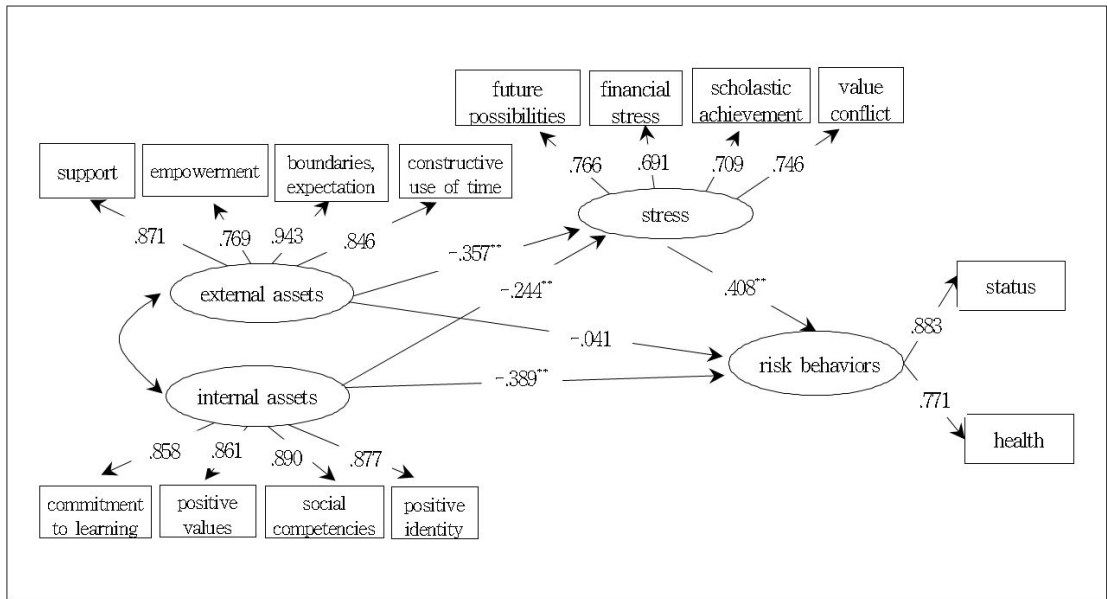 future
possibilities
financial
stress
scholastic
achievement
value
conflict
support
empowerment
boundaries,
expectation
constructive
use of time
.766
.691
.709
.746
stress
.871
.769
.943
.846
-.357**
external assets
-.244**
.408**
status
.883
-.041
risk behaviors
-.389**
internal assets
.771
health
.858
.861
.890
.877
commitment
to learning
positive
values
social
competencies
positive
identity